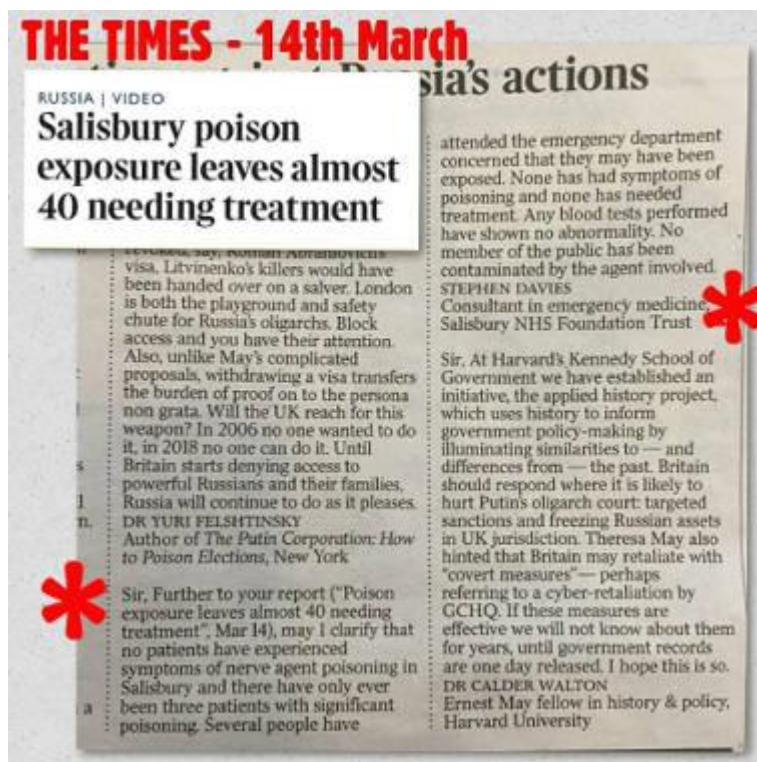 THE TIMES - 14th March
sia's actions
RUSSIA | VIDEO
Salisbury poison
exposure leaves almost
40 needing treatment
visa, Litvinenko's killers would have
been handed over on a salver. London
is both the playground and safety
chute for Russia's oligarchs. Block
access and you have their attention.
Also, unlike May's complicated
proposals, withdrawing a visa transfers
the burden of proof on to the persona
non grata. Will the UK reach for this
weapon? In 2006 no one wanted to do
it, in 2018 no one can do it. Until
Britain starts denying access to
powerful Russians and their families,
Russia will continue to do as it pleases.
DR YURI FELSHTINSKY
Author of The Putin Corporation: How
to Poison Elections, New York
Sir, Further to your report ("Poison
exposure leaves almost 40 needing
treatment", Mar 14), may I clarify that
no patients have experienced
symptoms of nerve agent poisoning in
Salisbury and there have only ever
been three patients with significant
poisoning. Several people have
attended the emergency department
concerned that they may have been
exposed. None has had symptoms of
poisoning and none has needed
treatment. Any blood tests performed
have shown no abnormality. No
member of the public has been
contaminated by the agent involved.
STEPHEN DAVIES
Consultant in emergency medicine,
Salisbury NHS Foundation Trust
Sir, At Harvard's Kennedy School of
Government we have established an
initiative, the applied history project,
which uses history to inform
government policy-making by
illuminating similarities to — and
differences from — the past. Britain
should respond where it is likely to
hurt Putin's oligarch court: targeted
sanctions and freezing Russian assets
in UK jurisdiction. Theresa May also
hinted that Britain may retaliate with
"covert measures" — perhaps
referring to a cyber-retaliation by
GCHQ. If these measures are
effective we will not know about them
for years, until government records
are one day released. I hope this is so.
DR CALDER WALTON
Ernest May fellow in history & policy,
Harvard University